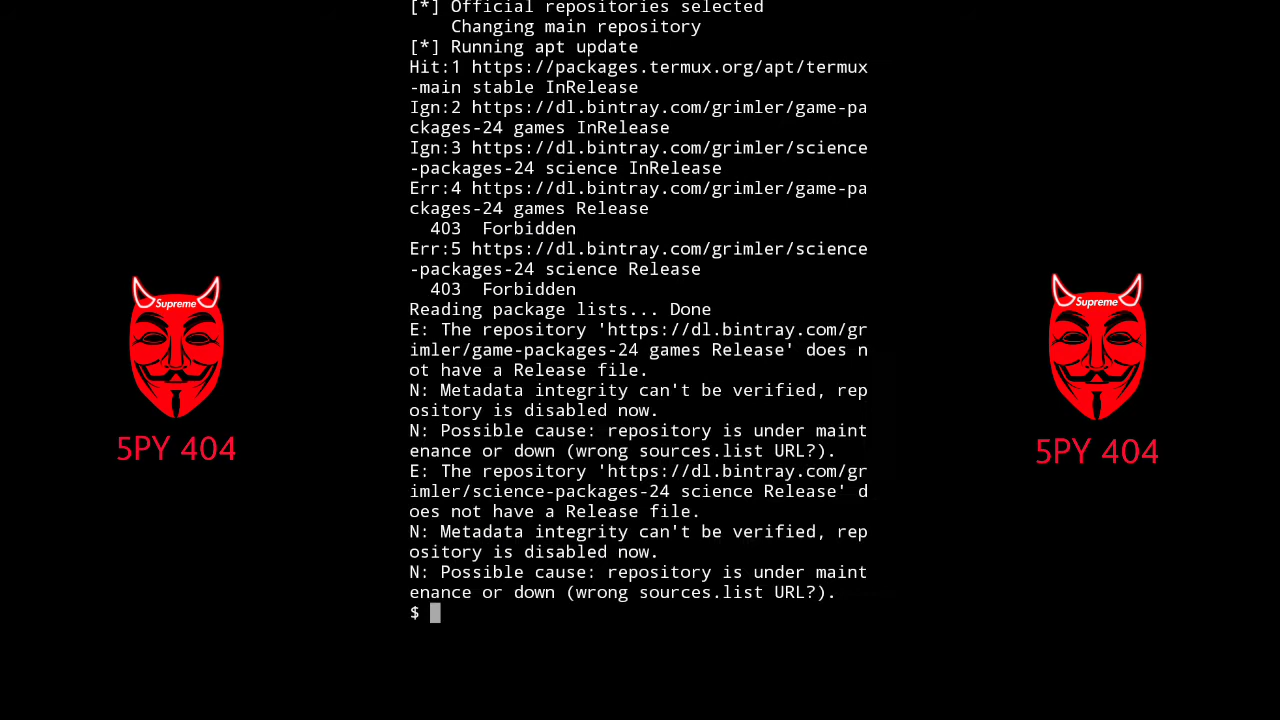 [*] Official repositories selected
    Changing main repository
[*] Running apt update
Hit:1 https://packages.termux.org/apt/termux
-main stable InRelease
Ign:2 https://dl.bintray.com/grimler/game-pa
ckages-24 games InRelease
Ign:3 https://dl.bintray.com/grimler/science
-packages-24 science InRelease
Err:4 https://dl.bintray.com/grimler/game-pa
ckages-24 games Release
  403  Forbidden
Err:5 https://dl.bintray.com/grimler/science
-packages-24 science Release
  403  Forbidden
Reading package lists... Done
E: The repository 'https://dl.bintray.com/gr
imler/game-packages-24 games Release' does n
ot have a Release file.
N: Metadata integrity can't be verified, rep
ository is disabled now.
N: Possible cause: repository is under maint
enance or down (wrong sources.list URL?).
E: The repository 'https://dl.bintray.com/gr
imler/science-packages-24 science Release' d
oes not have a Release file.
N: Metadata integrity can't be verified, rep
ository is disabled now.
N: Possible cause: repository is under maint
enance or down (wrong sources.list URL?).
$
Supreme
5PY 404
Supreme
5PY 404